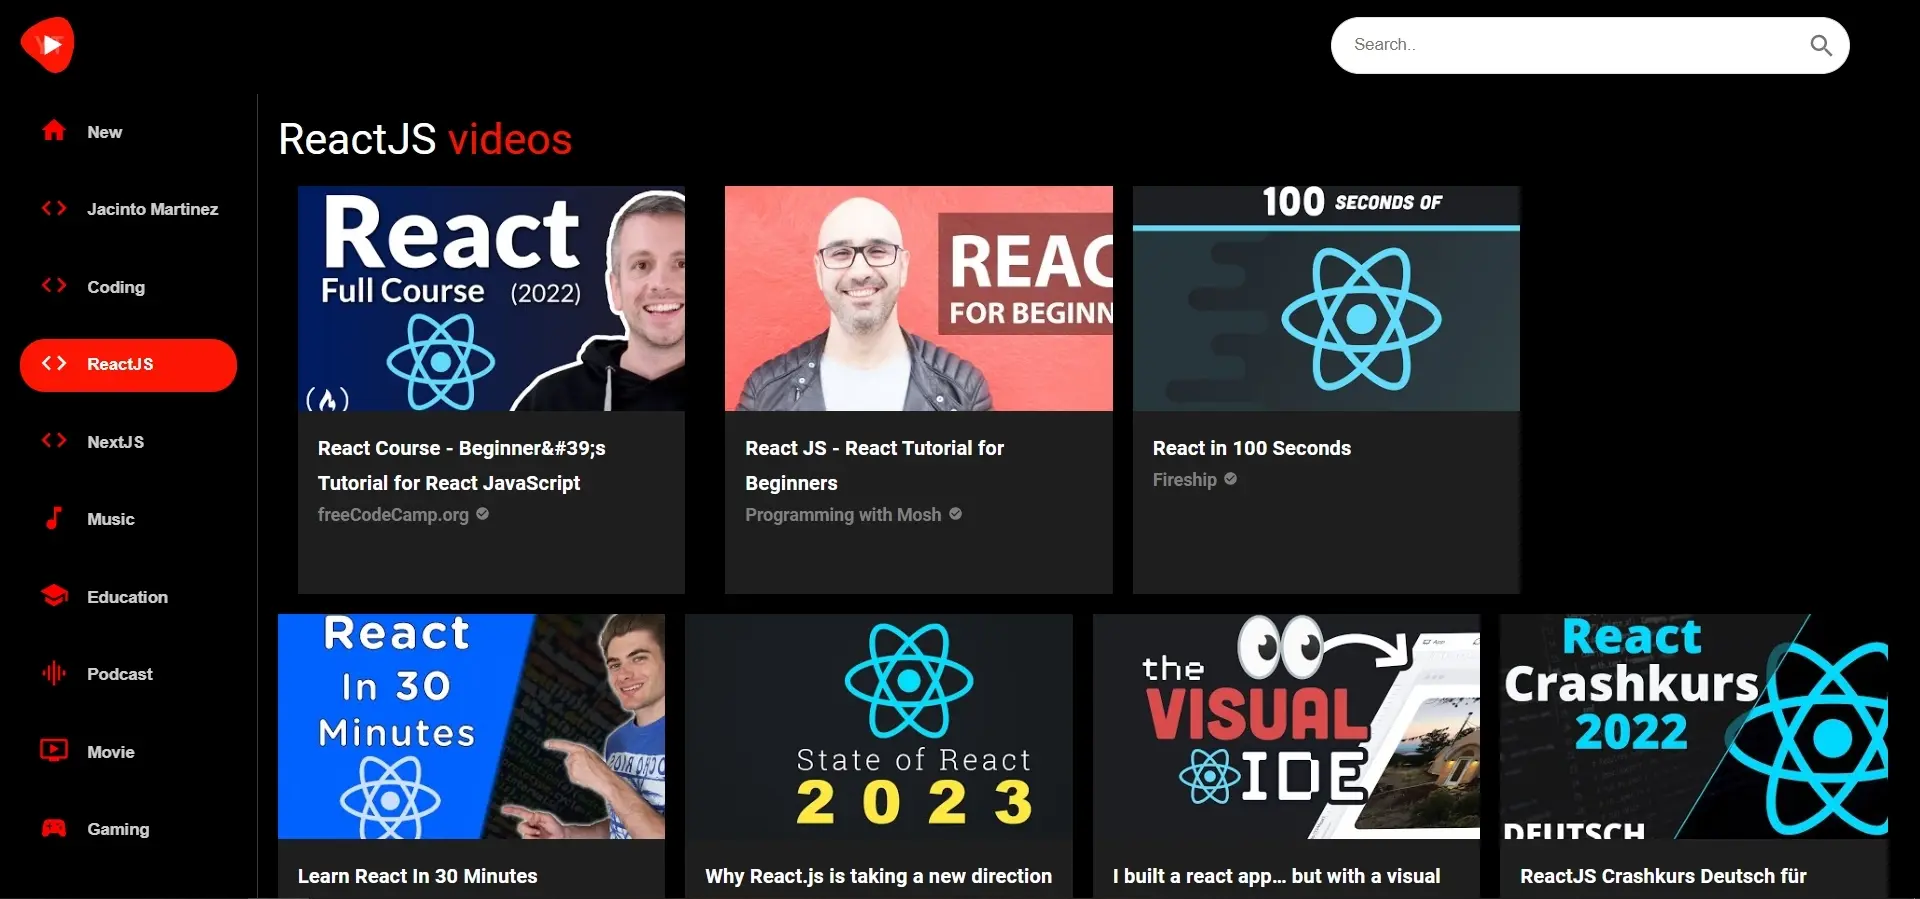 Search..
New
Jacinto Martinez
Coding
ReactJS
NextJS
Music
Education
Podcast
Movie
Gaming
ReactJS videos
React
Full Course (2022)
React Course - Beginner&#39;s
Tutorial for React JavaScript
freeCodeCamp.org
REAC
FOR BEGINN
React JS - React Tutorial for
Beginners
Programming with Mosh
100 SECONDS OF
React in 100 Seconds
Fireship
React
In 30
Minutes
Learn React In 30 Minutes
State of React
2023
Why React.js is taking a new direction
the
VISUAL
IDE
I built a react app... but with a visual
React
Crashkurs
2022
DEUTSCH
ReactJS Crashkurs Deutsch für